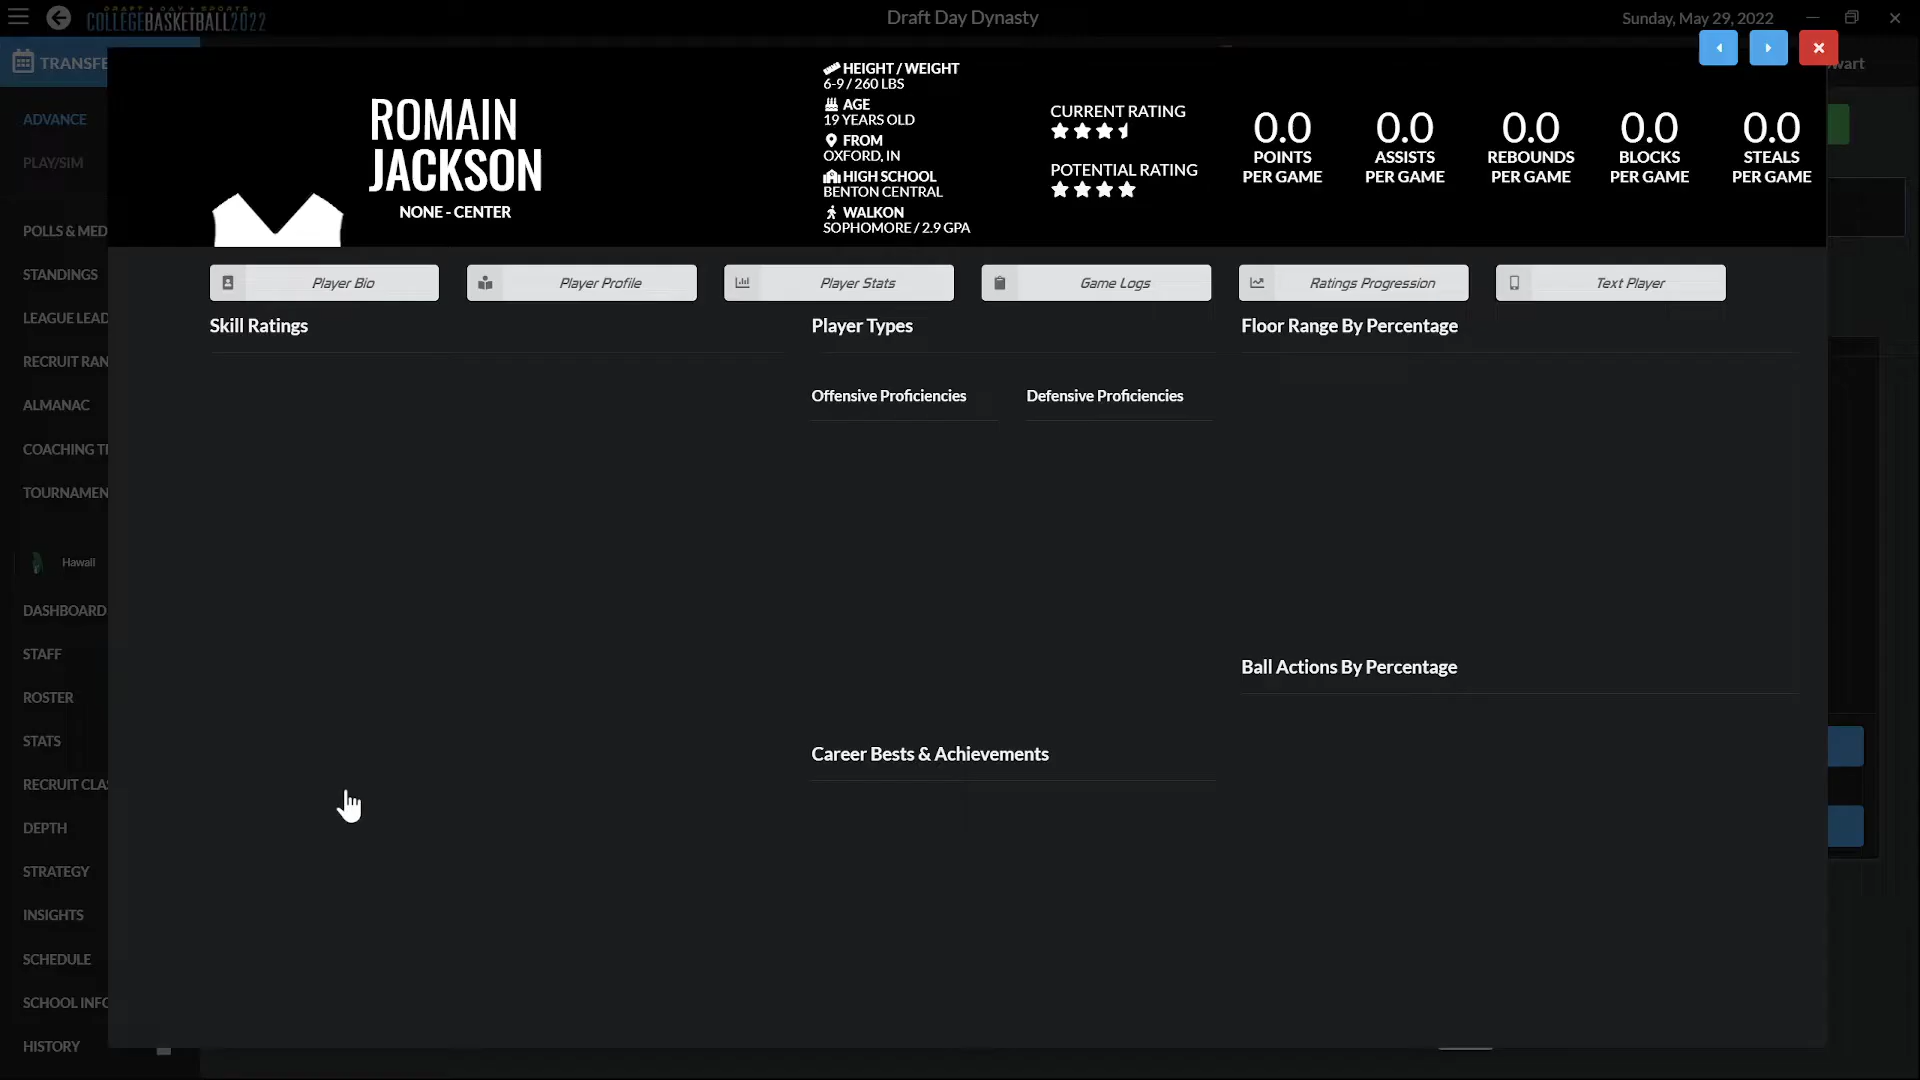 DRAFT • DAY • SPORTS
COLLEGEBASKETBALL2022
Draft Day Dynasty
Sunday, May 29, 2022
TRANSFE
wart
ADVANCE
PLAY/SIM
POLLS & MED
STANDINGS
LEAGUE LEAD
RECRUIT RAN
ALMANAC
COACHING T
TOURNAMEN
Hawaii
DASHBOARD
STAFF
ROSTER
STATS
RECRUIT CLAS
DEPTH
STRATEGY
INSIGHTS
SCHEDULE
SCHOOL INFO
HISTORY
ROMAIN
JACKSON
NONE - CENTER
HEIGHT / WEIGHT
6-9 / 260 LBS
AGE
19 YEARS OLD
FROM
OXFORD, IN
HIGH SCHOOL
BENTON CENTRAL
WALKON
SOPHOMORE / 2.9 GPA
CURRENT RATING
POTENTIAL RATING
0.0
POINTS
PER GAME
0.0
ASSISTS
PER GAME
0.0
REBOUNDS
PER GAME
0.0
BLOCKS
PER GAME
0.0
STEALS
PER GAME
Player Bio
Player Profile
Player Stats
Game Logs
Ratings Progression
Text Player
Skill Ratings
Player Types
Floor Range By Percentage
Offensive Proficiencies
Defensive Proficiencies
Ball Actions By Percentage
Career Bests & Achievements